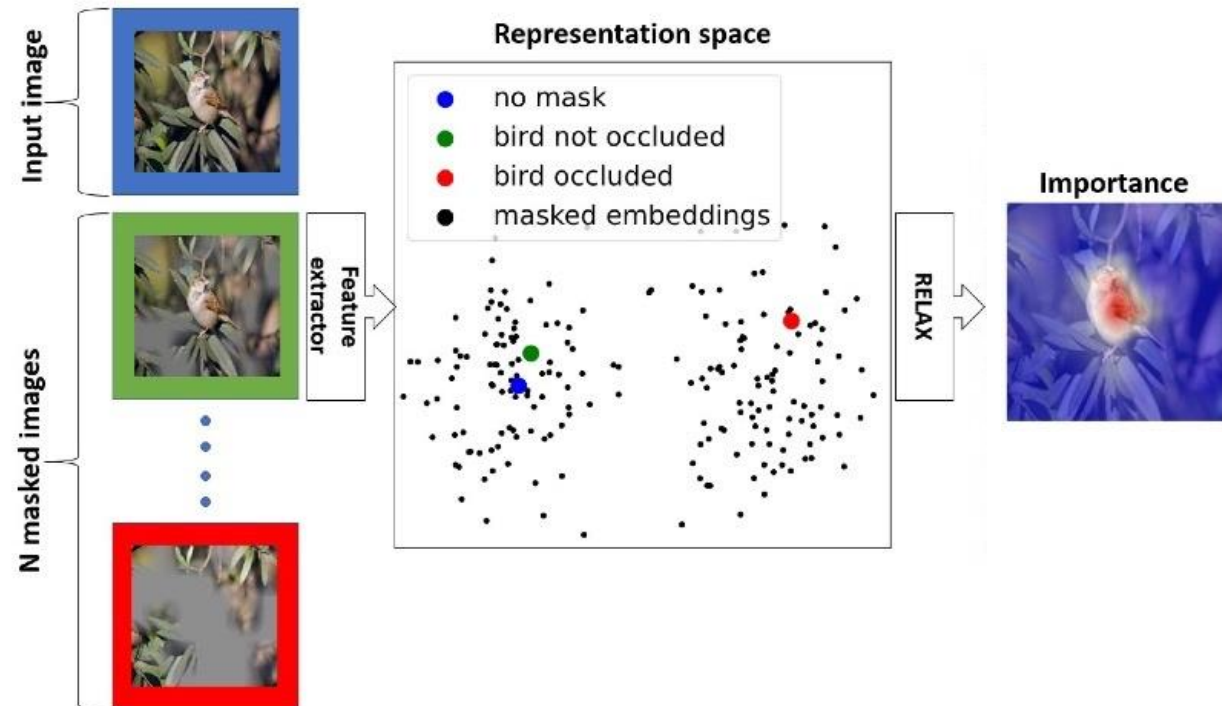 Input image
N masked images
Feature
extractor
Representation space
no mask
bird not occluded
bird occluded
masked embeddings
RELAX
Importance